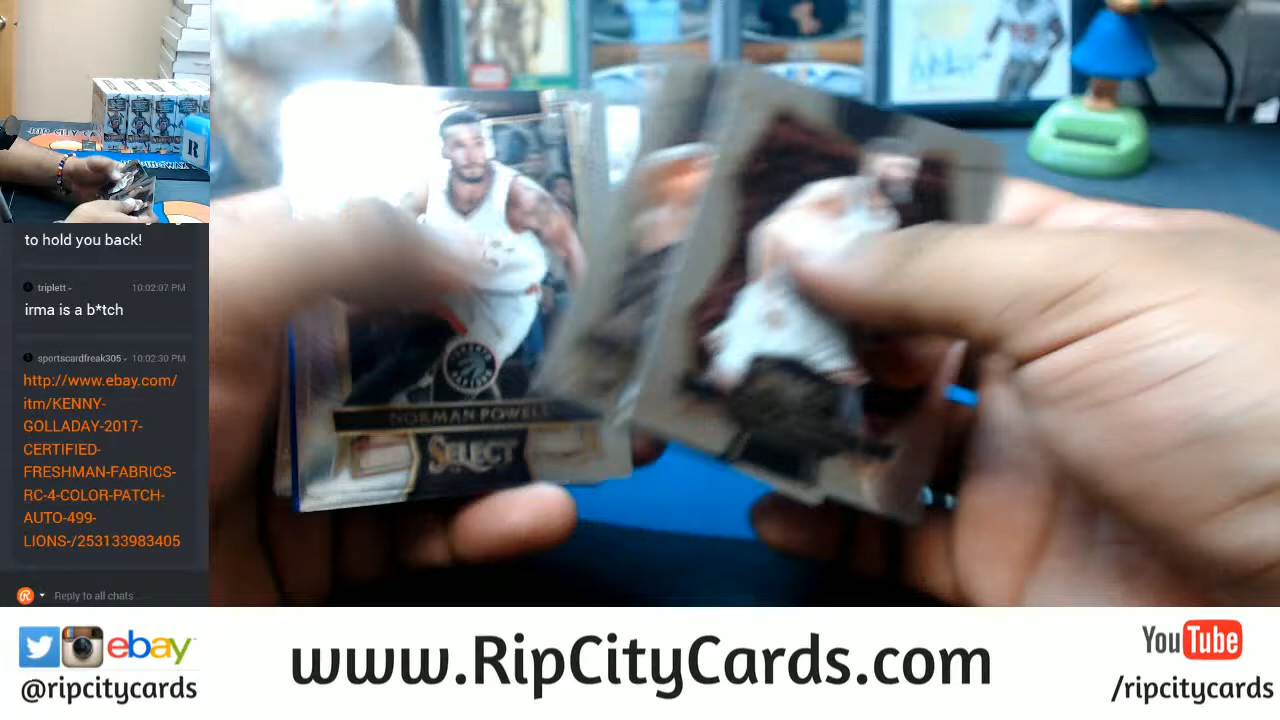 to hold you back!
triplett
10:02:07 PM
irma is a b*tch
sportscardfreak305
10:02:30 PM
http://www.ebay.com/
itm/KENNY-
GOLLADAY-2017-
CERTIFIED-
FRESHMAN-FABRICS-
RC-4-COLOR-PATCH-
AUTO-499-
LIONS-/253133983405
Reply to all chats...
NORMAN POWELL
SELECT
ebay
@ripcitycards
www.RipCityCards.com
YouTube
/ripcitycards